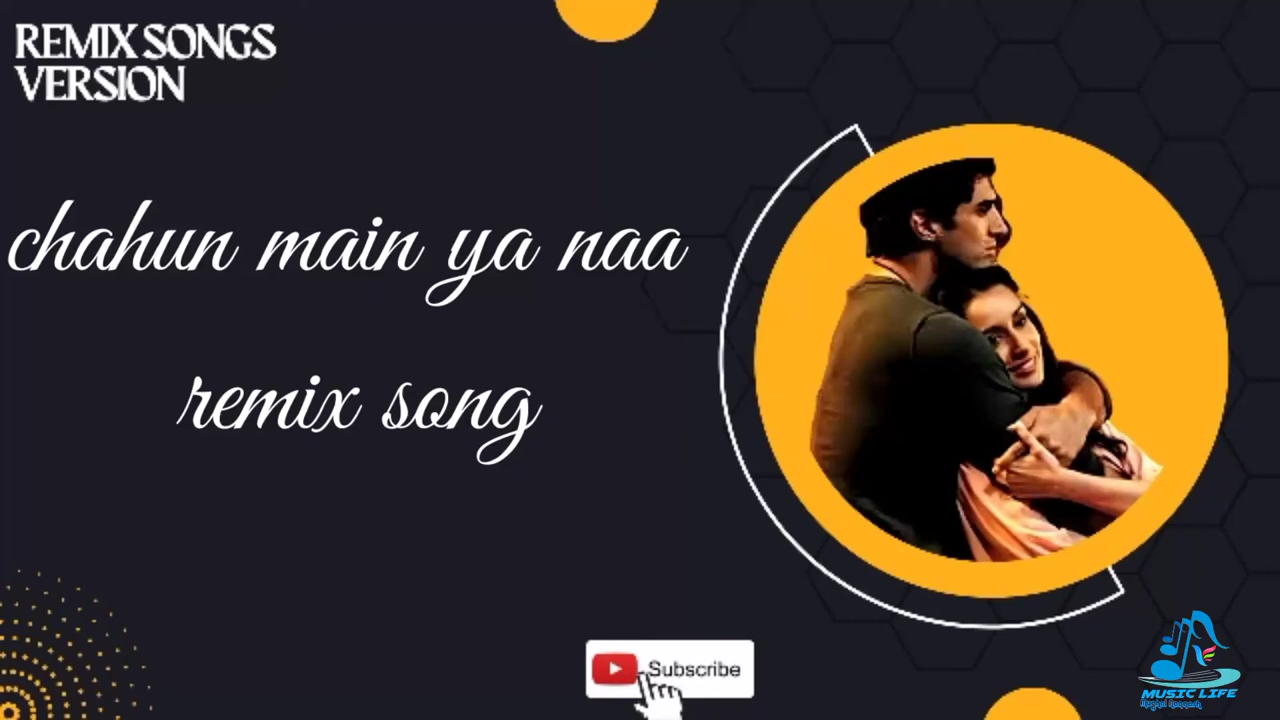 REMIX SONGS
VERSION
chahun main ya naa
remix song
Subscribe
MUSIC LIFE